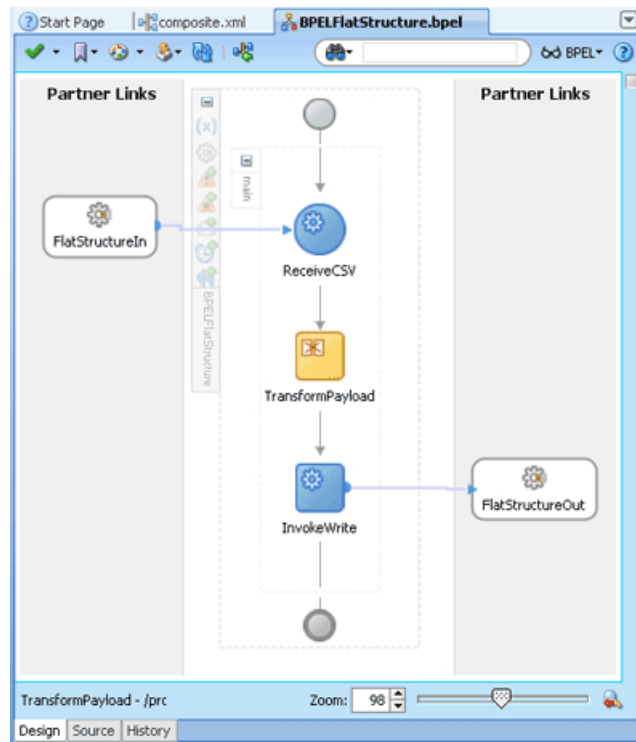 Start Page
composite.xml
BPELFlatStructure.bpel
BPEL
Partner Links
Partner Links
(x)
main
FlatStructureIn
ReceiveCSV
BPELFlatStructure
TransformPayload
FlatStructureOut
InvokeWrite
TransformPayload - /prc
Zoom: 98
Design Source History